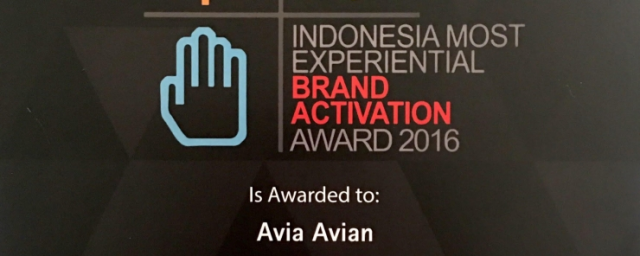 INDONESIA MOST
EXPERIENTIAL
BRAND
ACTIVATION
AWARD 2016
Is Awarded to:
Avia Avian